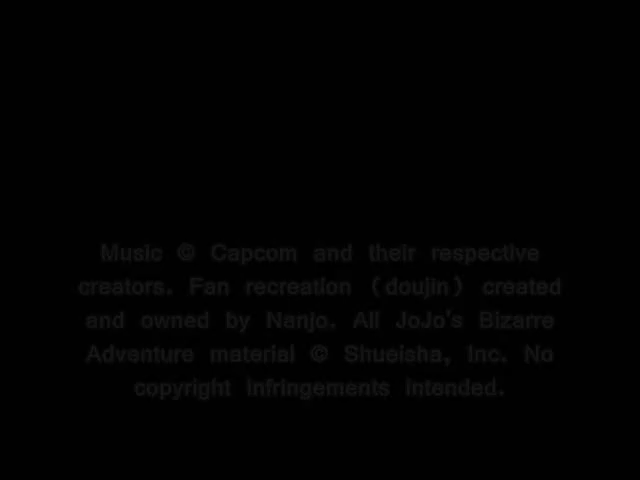 Music © Capcom and their respective
creators. Fan recreation (doujin) created
and owned by Nanjo. All JoJo's Bizarre
Adventure material © Shueisha, Inc. No
copyright infringements intended.